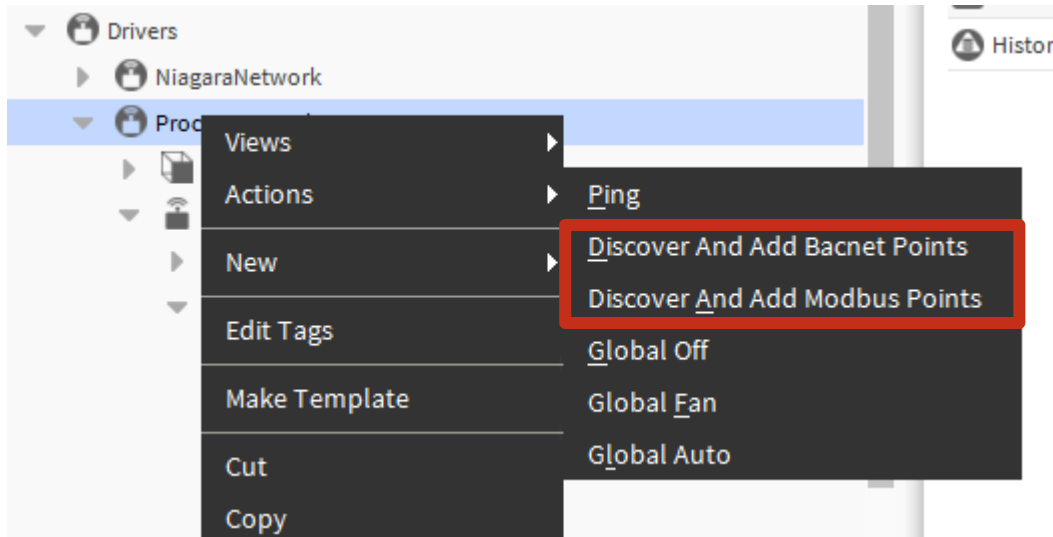 Drivers
Histor
NiagaraNetwork
Proc
Views
Actions
Ping
Discover And Add Bacnet Points
New
Discover And Add Modbus Points
Edit Tags
Global Off
Make Template
Global Fan
Global Auto
Cut
Copy